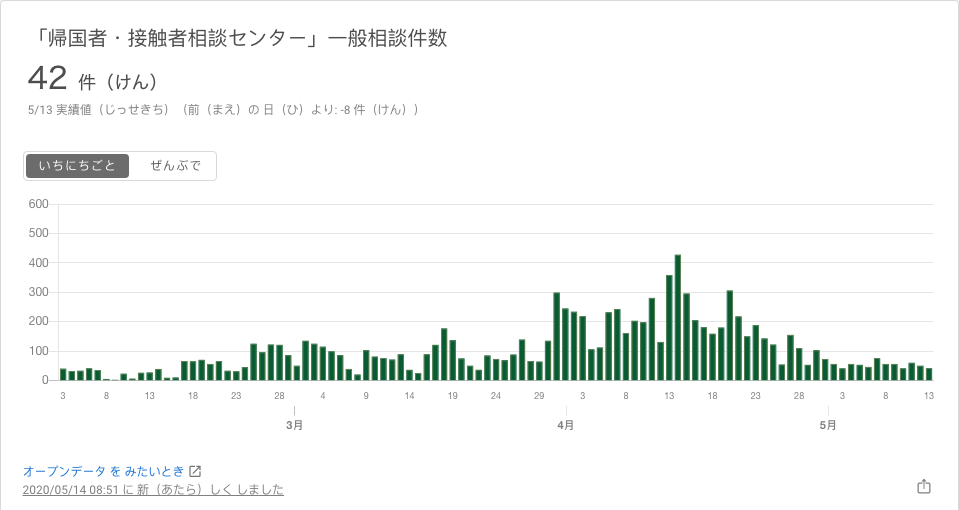 「帰国者・接触者相談センター」一般相談件数
42 件（けん）
5/13 実績値（じっせきち）（前（まえ）の 日（ひ）より: -8 件（けん））
いちにちごと ぜんぶで
600
500
400
300
200
100
0
3 8 13 18 23 28 4 9 14 19 24 29 3 8 13 18 23 28 3 8 13
3月 4月 5月
オープンデータ を みたいとき
2020/05/14 08:51 に 新（あたら）しく しました